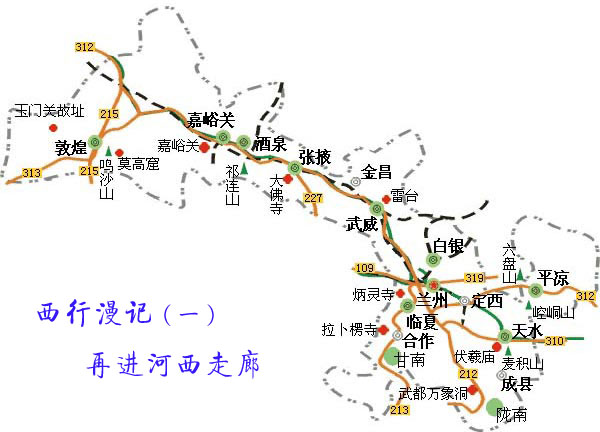 312
玉门关故址
215
嘉峪关
酒泉
敦煌
嘉峪关
张掖
313
215
鸣沙山
莫高窟
祁连山
大佛寺
227
金昌
雷台
武威
白银
六盘山
109
319
平凉
炳灵寺
兰州
定西
312
崆峒山
西行漫记(一)
临夏
拉卜楞寺
合作
天水
310
伏羲庙
麦积山
再进河西走廊
甘南
212
成县
武都万象洞
213
陇南